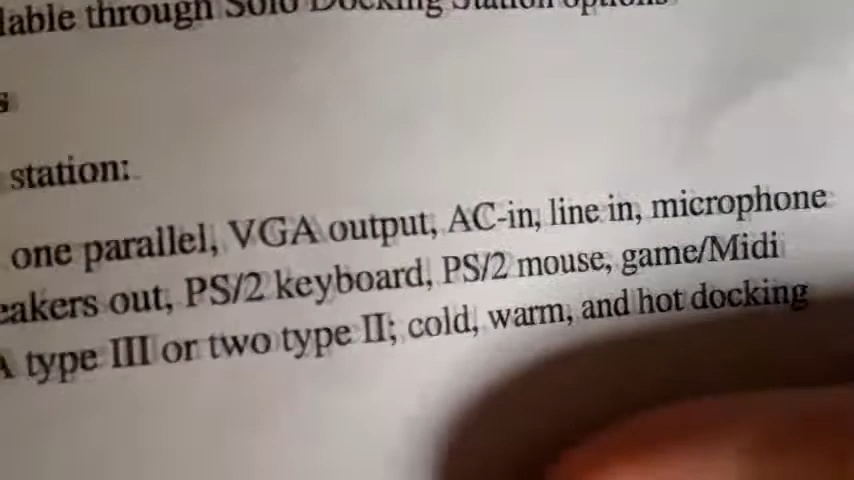 lable through Solo Docking Station options
s
station:
one parallel, VGA output, AC-in, line in, microphone
eakers out, PS/2 keyboard, PS/2 mouse, game/Midi
A type III or two type II; cold, warm, and hot docking